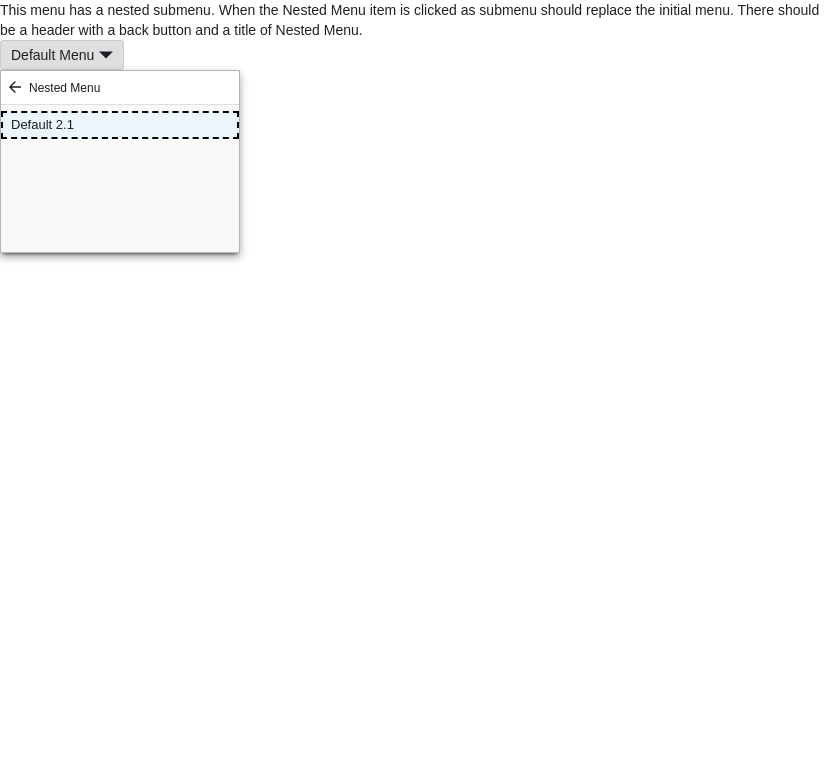 This menu has a nested submenu. When the Nested Menu item is clicked as submenu should replace the initial menu. There should
be a header with a back button and a title of Nested Menu.
Default Menu
Nested Menu
Default 2.1